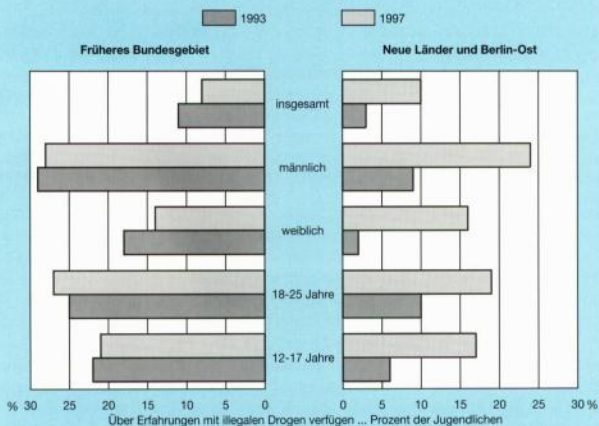 1993 1997
Früheres Bundesgebiet Neue Länder und Berlin-Ost
insgesamt
männlich
weiblich
18-25 Jahre
12-17 Jahre
% 30 25 20 15 10 5 0 0 5 10 15 20 25 30 %
Über Erfahrungen mit illegalen Drogen verfügen ... Prozent der Jugendlichen